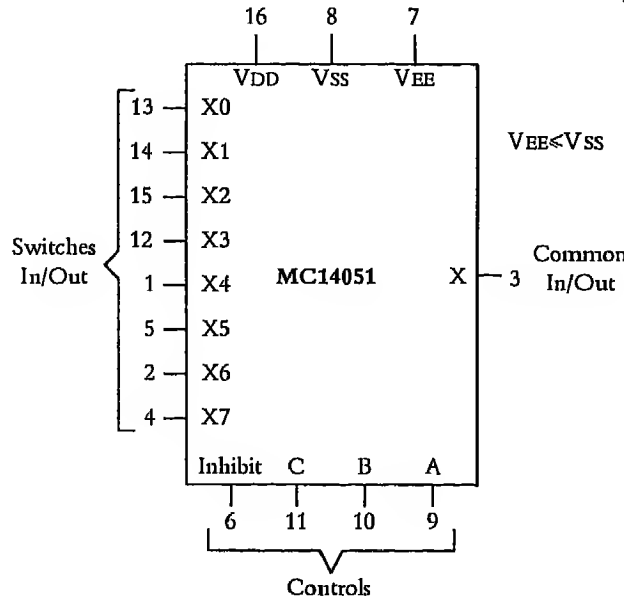 16 8 7
VDD VSS VEE
13 X0
14 X1
VEE≤VSS
15 X2
12 X3
Switches
In/Out
MC14051 X 3
Common
In/Out
1 X4
5 X5
2 X6
4 X7
Inhibit C B A
6 11 10 9
Controls